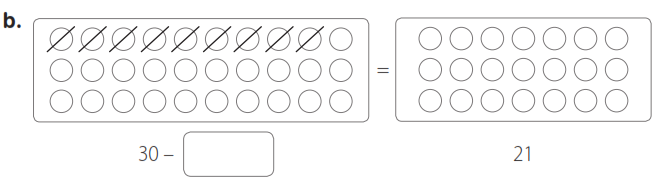 b.
=
30 –
21